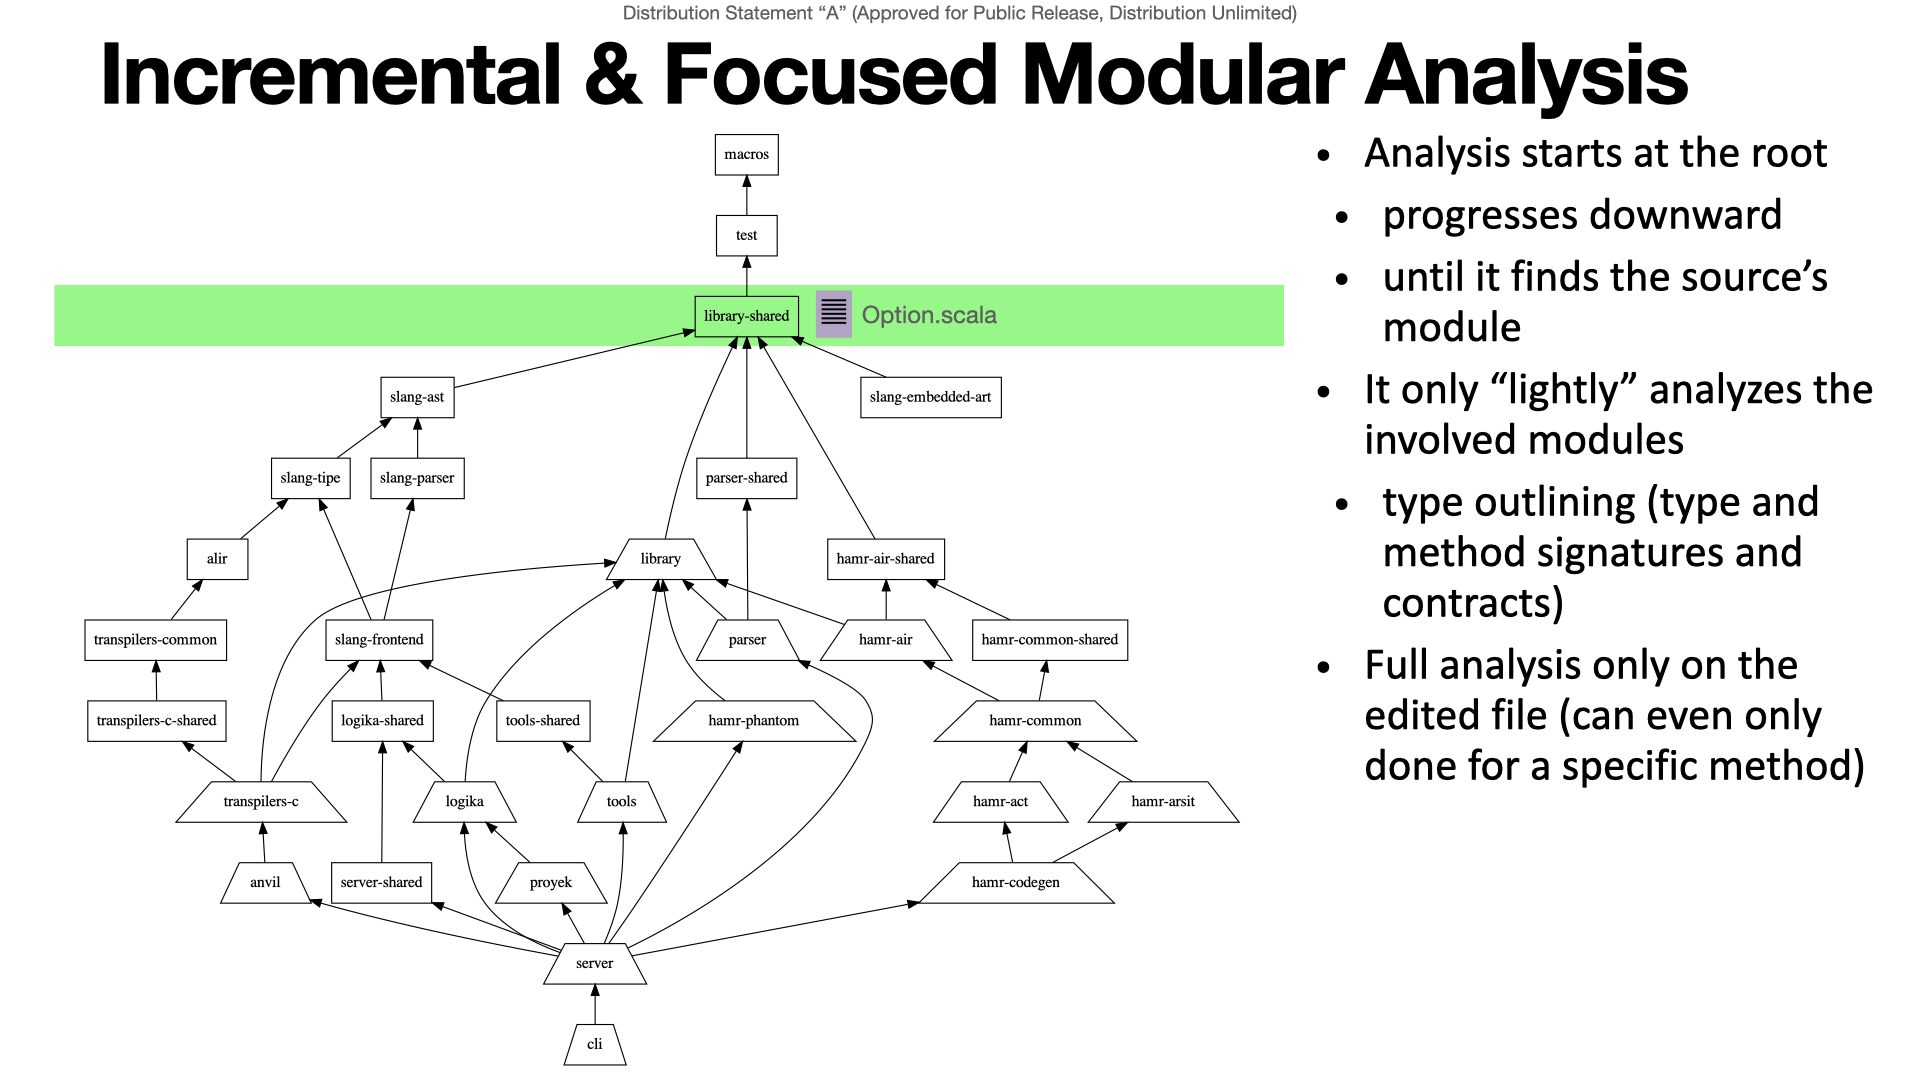 Distribution Statement “A” (Approved for Public Release, Distribution Unlimited)
Incremental & Focused Modular Analysis
macros
test
library-shared
Option.scala
slang-ast
slang-embedded-art
slang-tipe
slang-parser
parser-shared
alir
library
hamr-air-shared
transpilers-common
slang-frontend
parser
hamr-air
hamr-common-shared
transpilers-c-shared
logika-shared
tools-shared
hamr-phantom
hamr-common
transpilers-c
logika
tools
hamr-act
hamr-arsit
anvil
server-shared
proyek
hamr-codegen
server
cli
• Analysis starts at the root
• progresses downward
• until it finds the source’s
module
• It only “lightly” analyzes the
involved modules
• type outlining (type and
method signatures and
contracts)
• Full analysis only on the
edited file (can even only
done for a specific method)